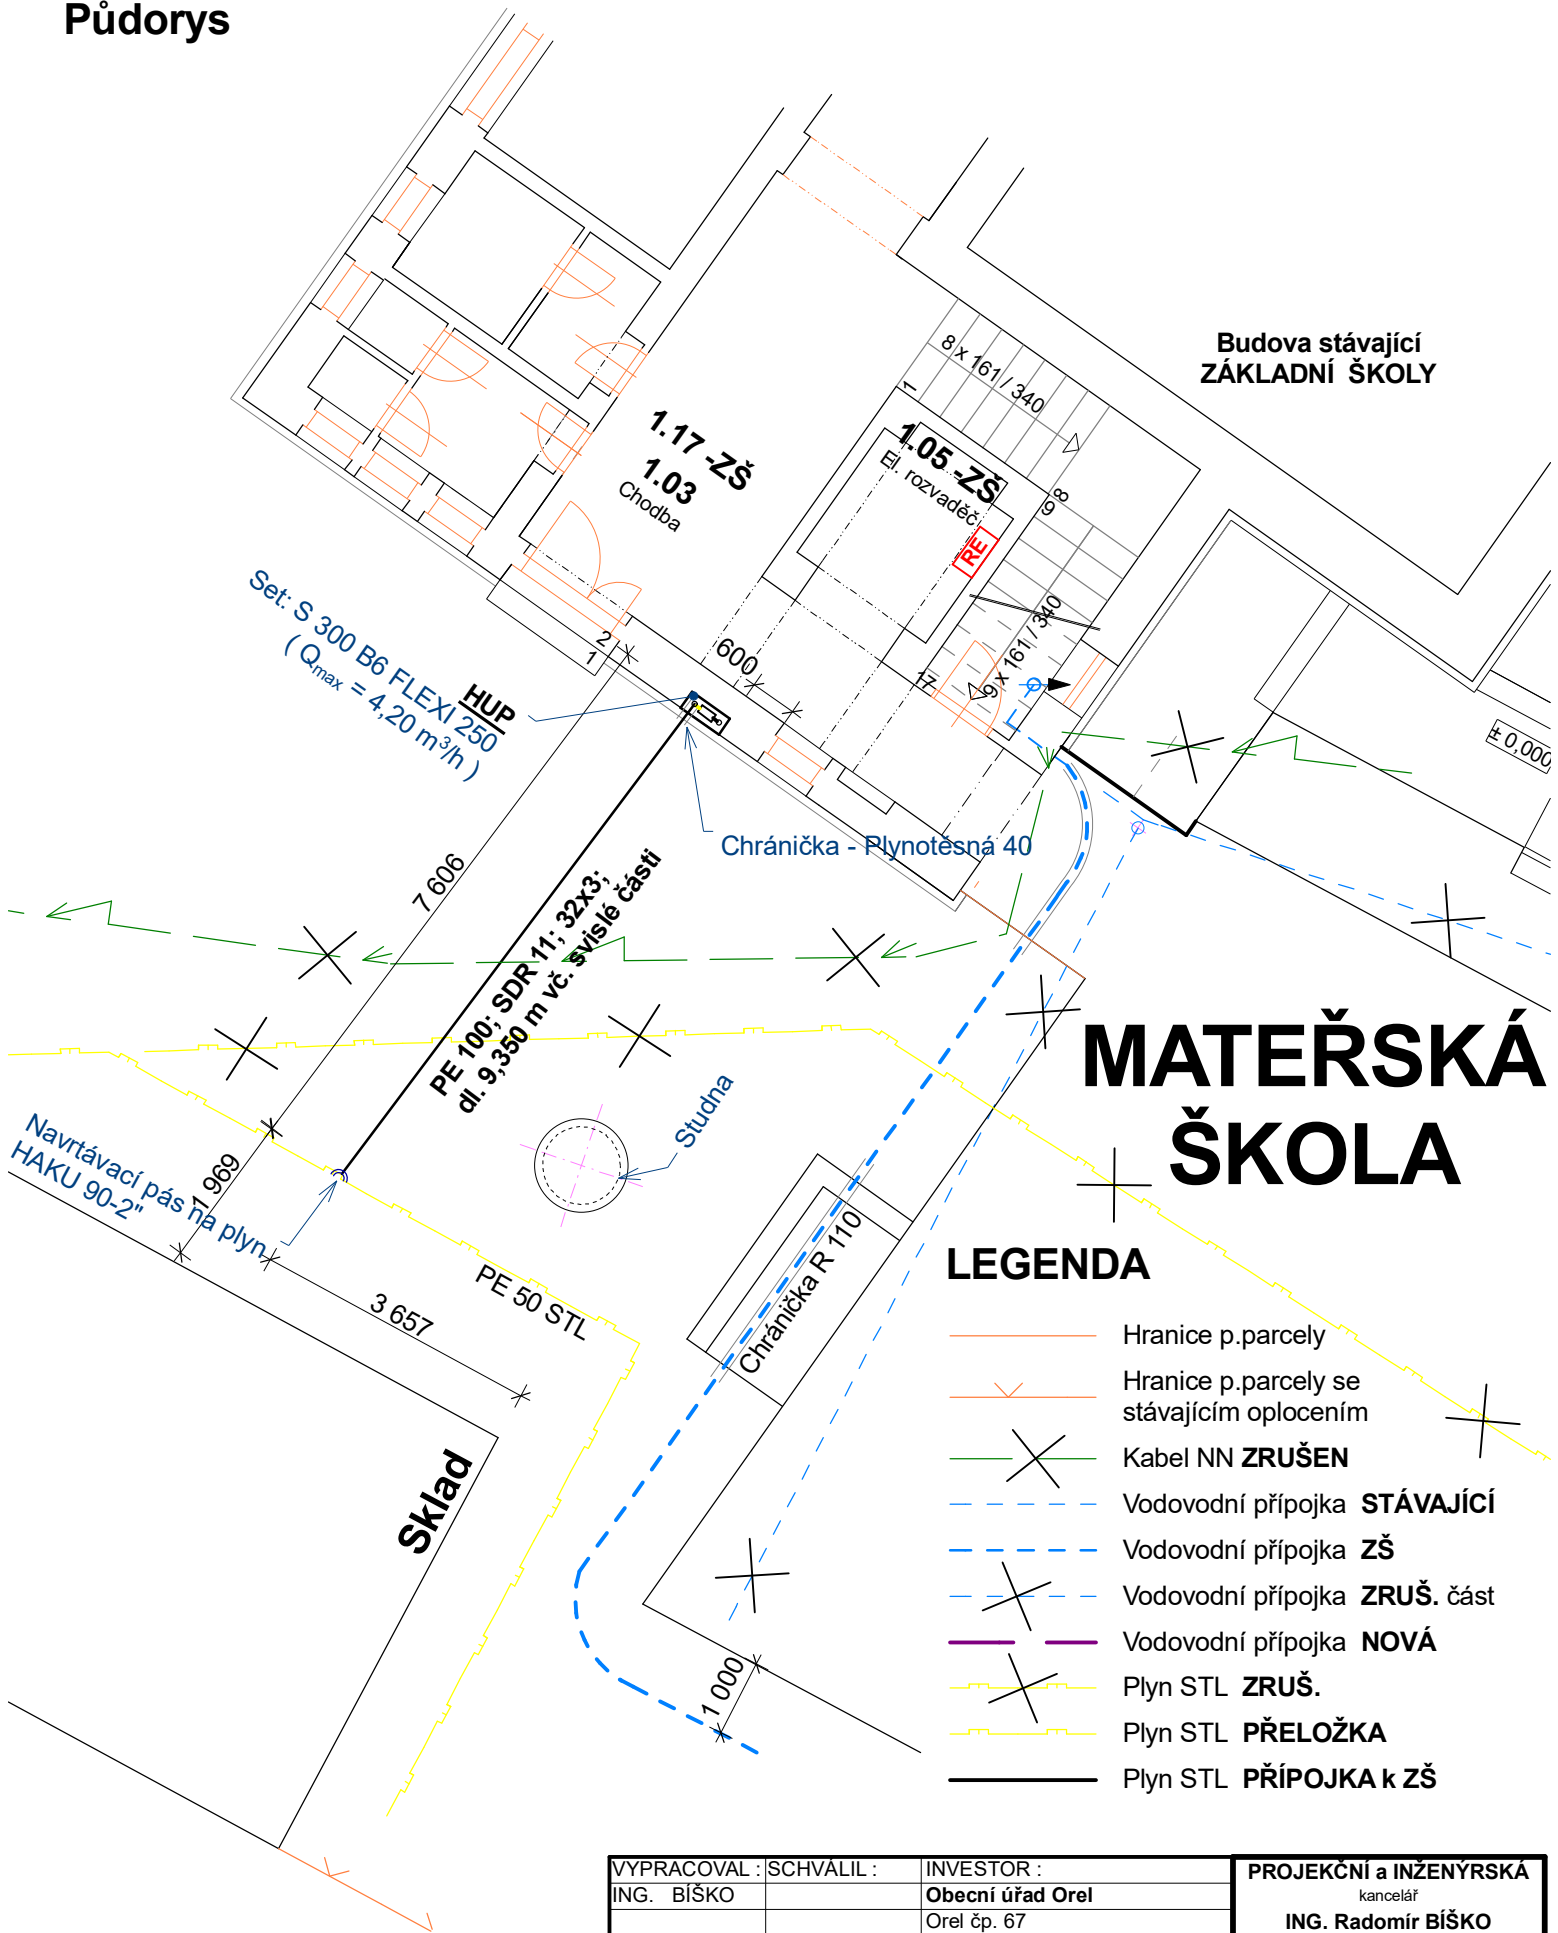 Půdorys
Budova stávající
ZÁKLADNÍ ŠKOLY
8 x 161 / 340
1
1.17 -ZŠ
1.03
Chodba
1.05 -ZŠ
El. rozvaděč
RE
8
9
9 x 161 / 340
17
600
2
1
Set: S 300 B6 FLEXI 250
( Qmax = 4,20 m³/h )
HUP
± 0,000
Chránička - Plynotěsná 40
7 606
PE 100; SDR 11; 32x3;
dl. 9,350 m vč. svislé části
MATEŘSKÁ
ŠKOLA
Studna
Navrtávací pás na plyn
HAKU 90-2"
1 969
3 657
PE 50 STL
Chránička R 110
Sklad
1 000
LEGENDA
Hranice p.parcely
Hranice p.parcely se
stávajícím oplocením
Kabel NN ZRUŠEN
Vodovodní přípojka STÁVAJÍCÍ
Vodovodní přípojka ZŠ
Vodovodní přípojka ZRUŠ. část
Vodovodní přípojka NOVÁ
Plyn STL ZRUŠ.
Plyn STL PŘELOŽKA
Plyn STL PŘÍPOJKA k ZŠ
VYPRACOVAL : SCHVÁLIL : INVESTOR :
ING. BÍŠKO Obecní úřad Orel
Orel čp. 67
PROJEKČNÍ a INŽENÝRSKÁ
kancelář
ING. Radomír BÍŠKO